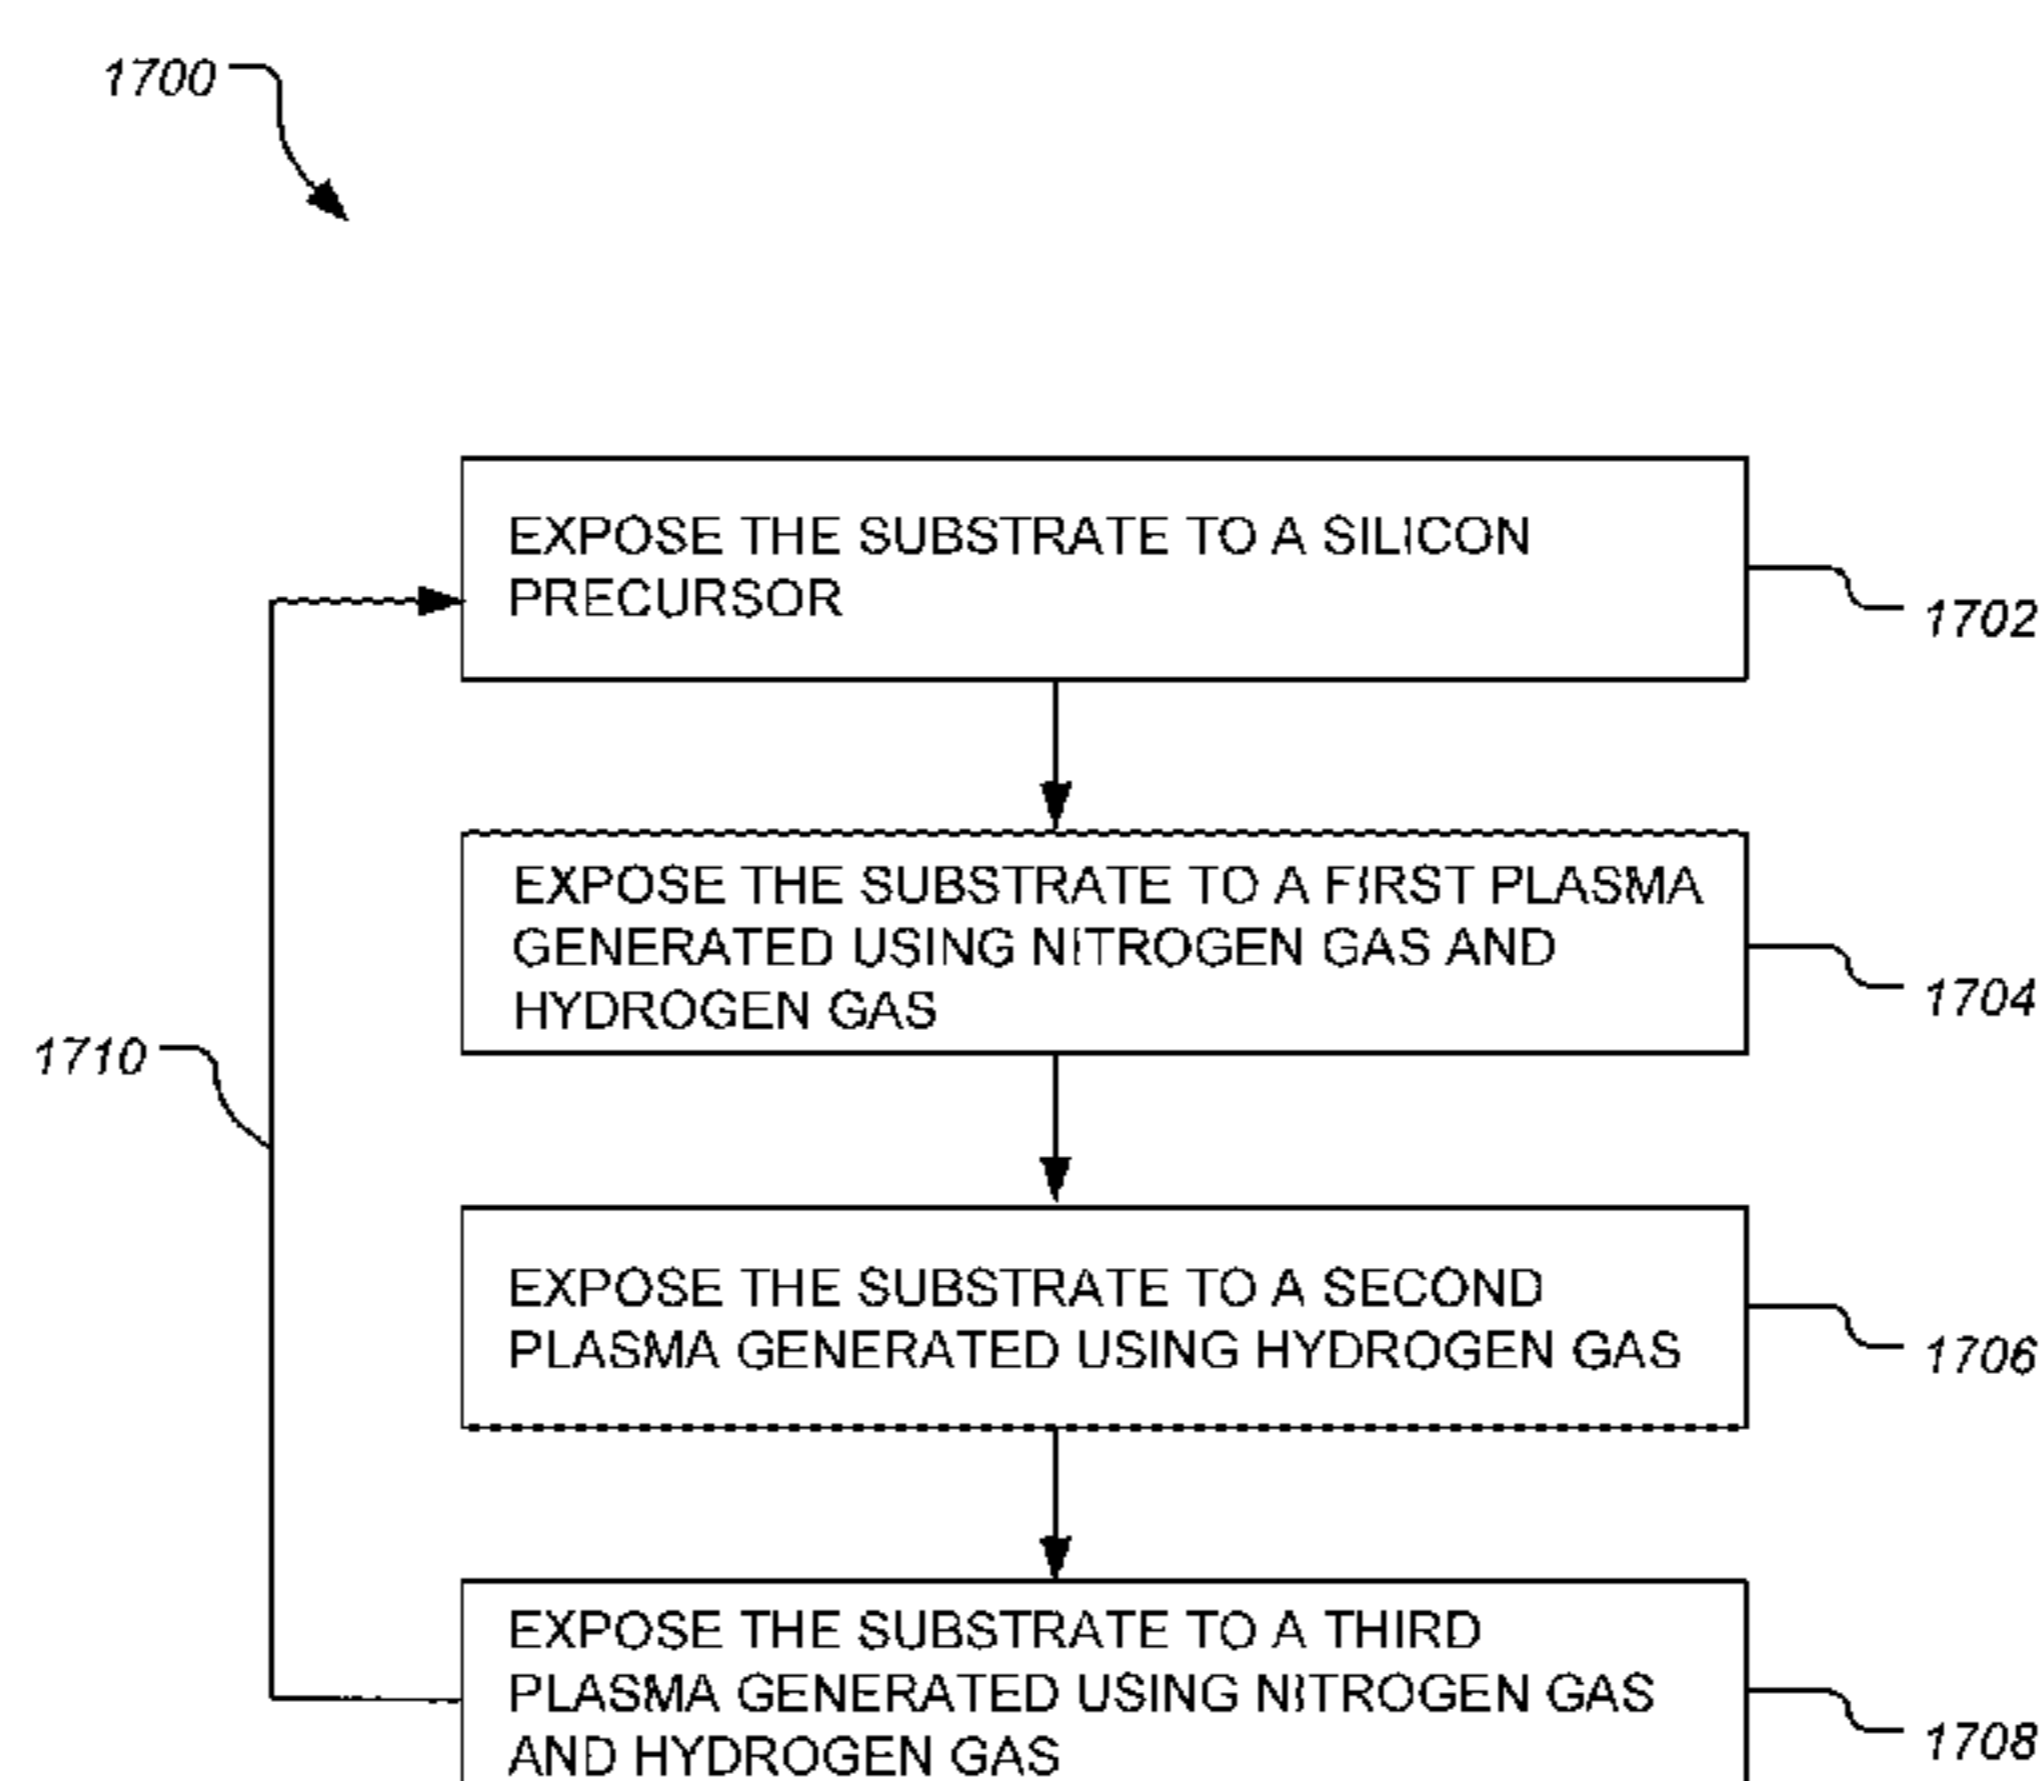 1700
EXPOSE THE SUBSTRATE TO A SILICON
PRECURSOR
1702
EXPOSE THE SUBSTRATE TO A FIRST PLASMA
GENERATED USING NITROGEN GAS AND
HYDROGEN GAS
1704
1710
EXPOSE THE SUBSTRATE TO A SECOND
PLASMA GENERATED USING HYDROGEN GAS
1706
EXPOSE THE SUBSTRATE TO A THIRD
PLASMA GENERATED USING NITROGEN GAS
AND HYDROGEN GAS
1708